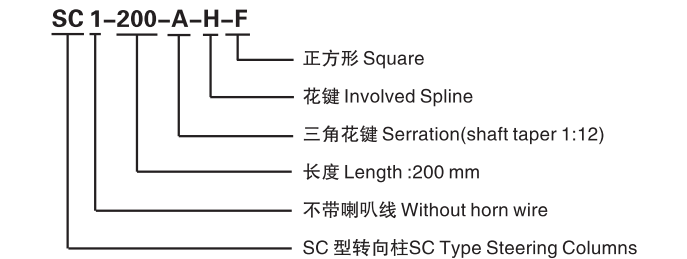 SC1-200-A-H-F
正方形 Square
花键 Involved Spline
三角花键 Serration(shaft taper 1:12)
长度 Length :200 mm
不带喇叭线 Without horn wire
SC 型转向柱SC Type Steering Columns